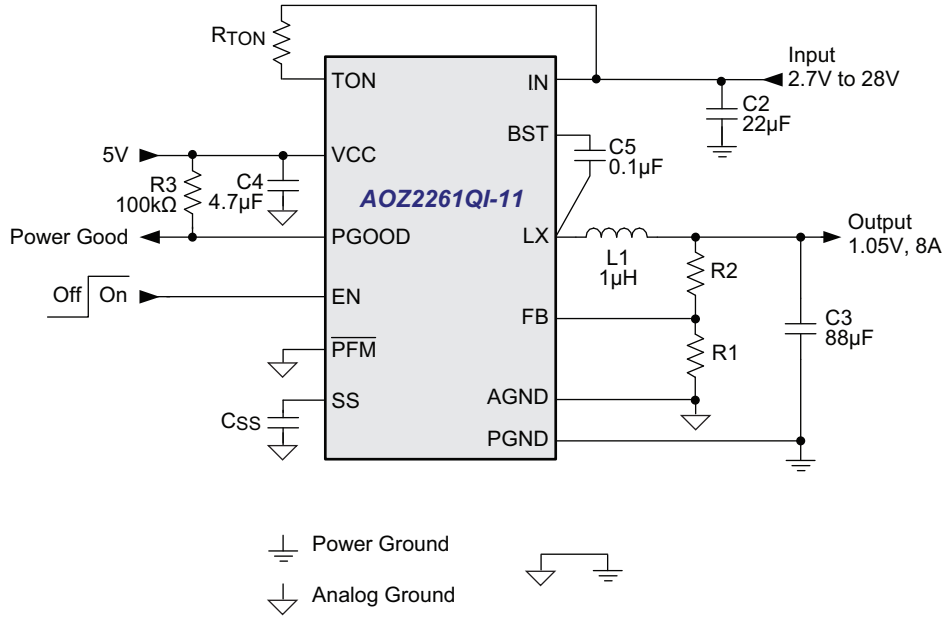 RTON
TON
IN
Input
2.7V to 28V
C2
22µF
BST
C5
0.1µF
5V
VCC
R3
100kΩ
C4
4.7µF
AOZ2261QI-11
Power Good
PGOOD
LX
L1
1µH
Output
1.05V, 8A
R2
Off
On
EN
FB
C3
88µF
R1
PFM
SS
CSS
AGND
PGND
Power Ground
Analog Ground